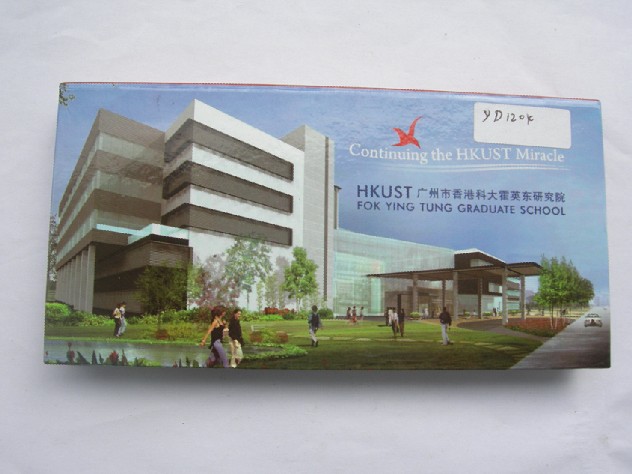 YD120K
Continuing the HKUST Miracle
HKUST 广州市香港科大霍英东研究院
FOK YING TUNG GRADUATE SCHOOL